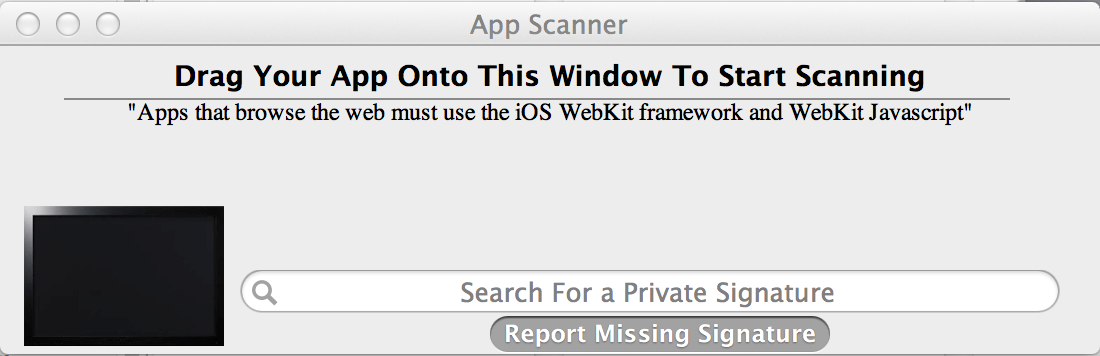 App Scanner
Drag Your App Onto This Window To Start Scanning
"Apps that browse the web must use the iOS WebKit framework and WebKit Javascript"
Search For a Private Signature
Report Missing Signature